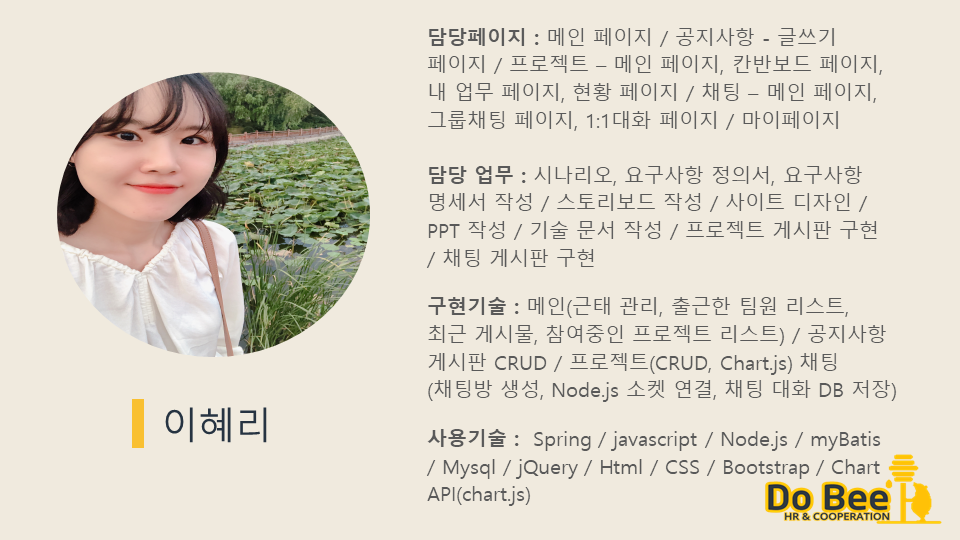 담당페이지 : 메인 페이지 / 공지사항 - 글쓰기
페이지 / 프로젝트 – 메인 페이지, 칸반보드 페이지,
내 업무 페이지, 현황 페이지 / 채팅 – 메인 페이지,
그룹채팅 페이지, 1:1대화 페이지 / 마이페이지
담당 업무 : 시나리오, 요구사항 정의서, 요구사항
명세서 작성 / 스토리보드 작성 / 사이트 디자인 /
PPT 작성 / 기술 문서 작성 / 프로젝트 게시판 구현
/ 채팅 게시판 구현
구현기술 : 메인(근태 관리, 출근한 팀원 리스트,
최근 게시물, 참여중인 프로젝트 리스트) / 공지사항
게시판 CRUD / 프로젝트(CRUD, Chart.js) 채팅
(채팅방 생성, Node.js 소켓 연결, 채팅 대화 DB 저장)
이혜리
사용기술 : Spring / javascript / Node.js / myBatis
/ Mysql / jQuery / Html / CSS / Bootstrap / Chart
API(chart.js)
Do Bee
HR & COOPERATION